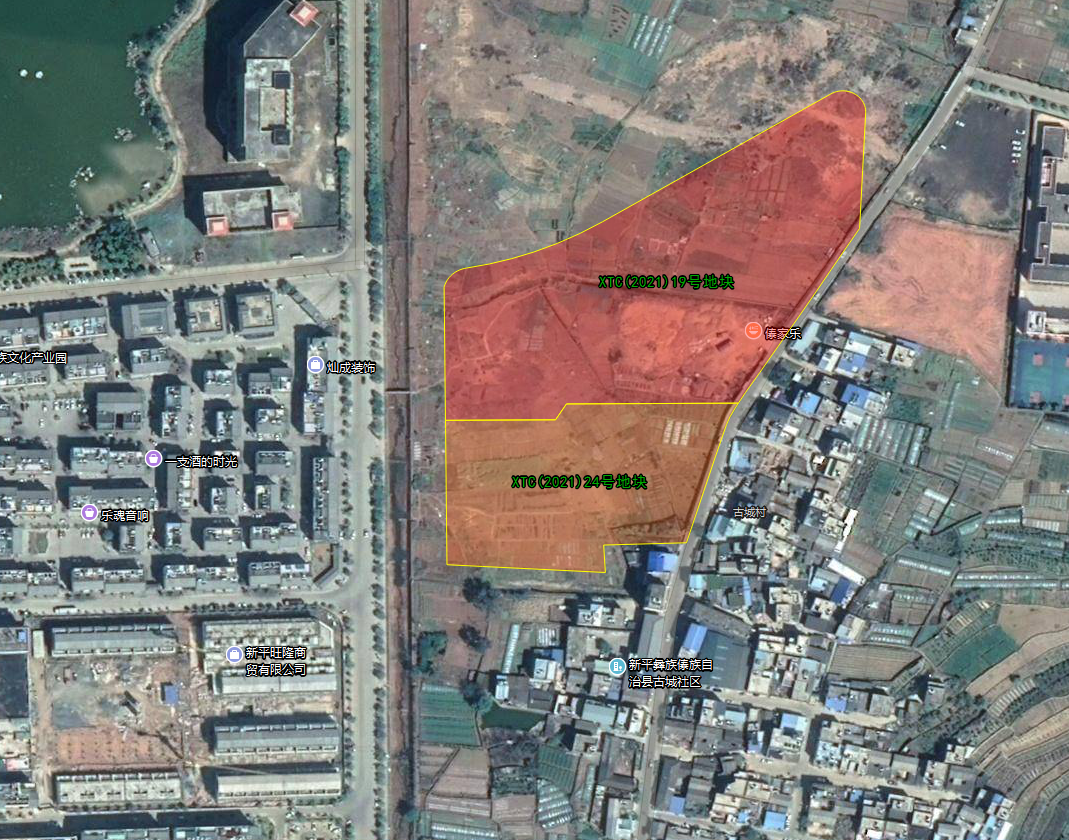 XTC(2021)19号地块
傣家乐
族文化产业园
灿成装饰
一支酒的时光
XTC(2021)24号地块
乐魂音响
古城村
新平旺隆商
贸有限公司
新平彝族傣族自
治县古城社区